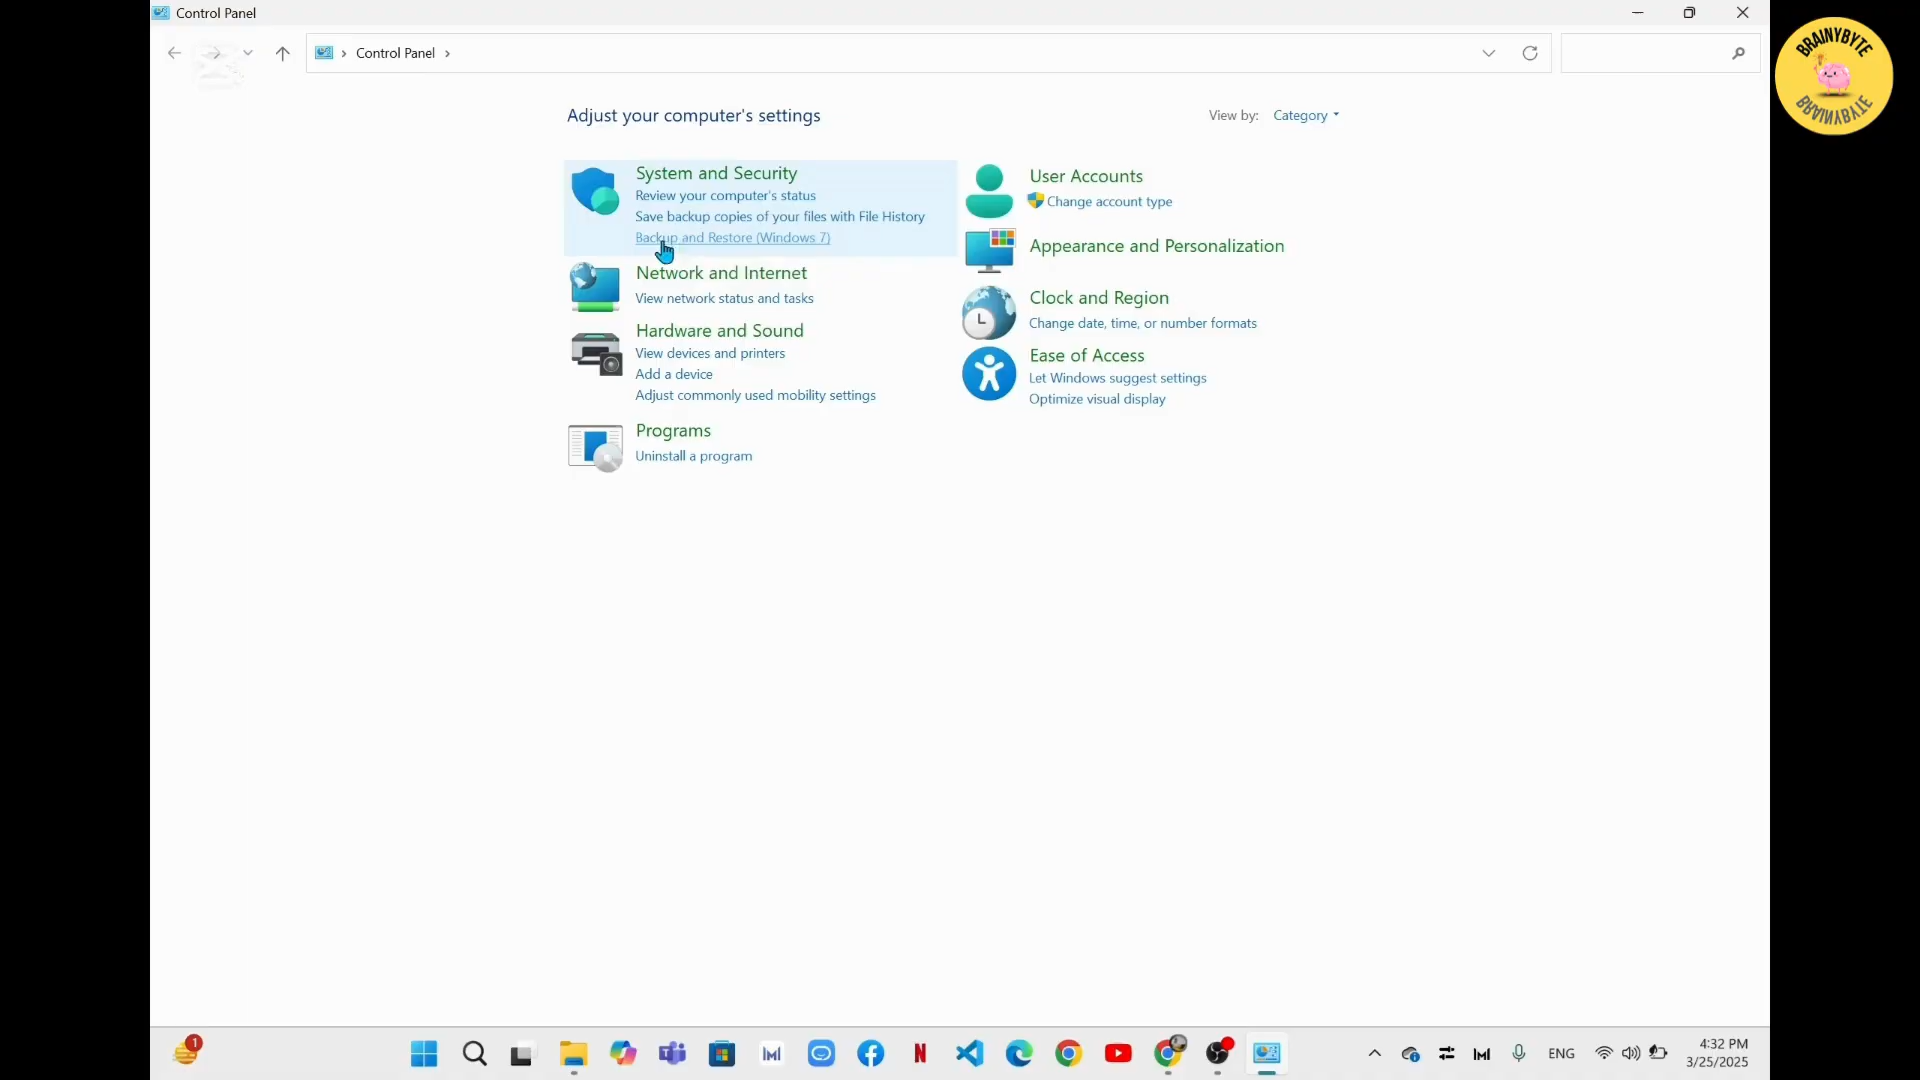 Control Panel
Control Panel
Adjust your computer's settings
View by: Category
System and Security
Review your computer's status
Save backup copies of your files with File History
Backup and Restore (Windows 7)
Network and Internet
View network status and tasks
Hardware and Sound
View devices and printers
Add a device
Adjust commonly used mobility settings
Programs
Uninstall a program
User Accounts
Change account type
Appearance and Personalization
Clock and Region
Change date, time, or number formats
Ease of Access
Let Windows suggest settings
Optimize visual display
BRAINYBYTE
BRAINYBYTE
1
N
ENG
4:32 PM
3/25/2025